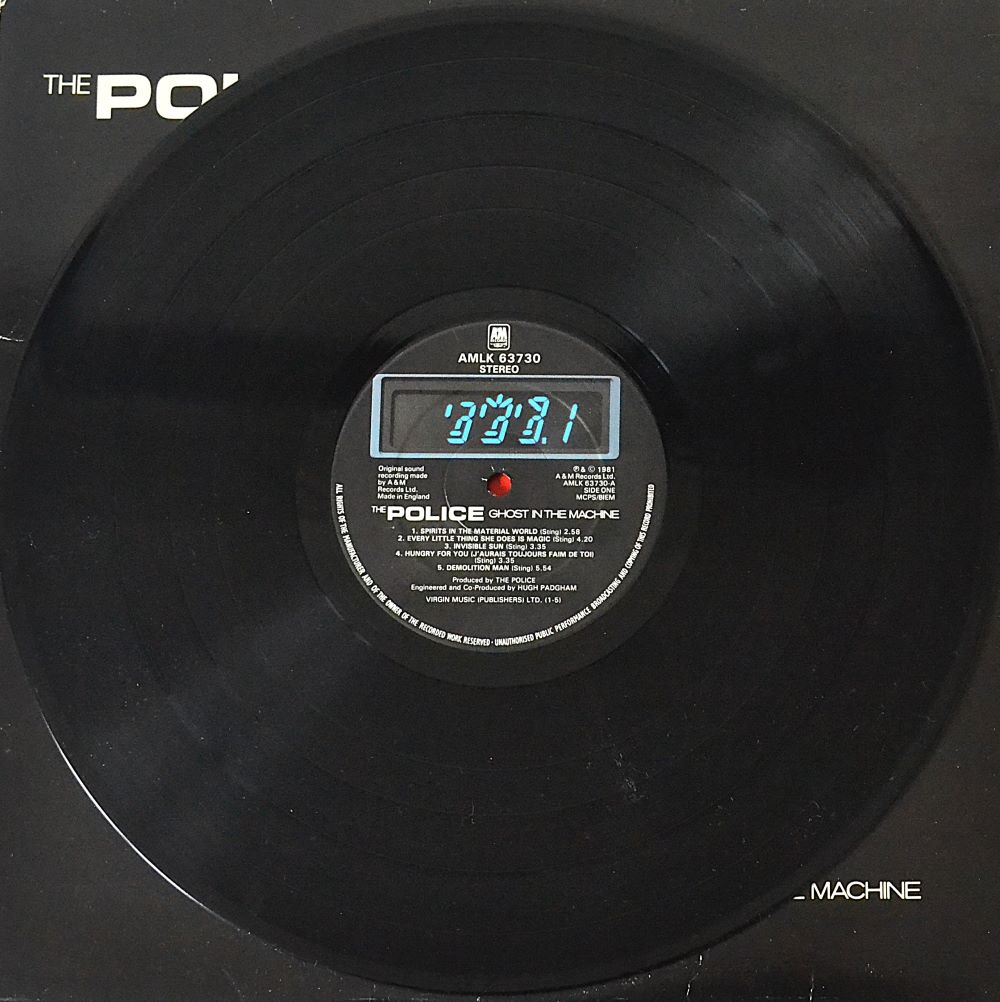 THE PO
A&M
RECORDS
AMLK 63730
STEREO
Original sound
recording made
by A & M
Records Ltd.
Made in England
℗ & © 1981
A & M Records Ltd.
AMLK 63730-A
SIDE ONE
MCPS/BIEM
THE POLICE GHOST IN THE MACHINE
1. SPIRITS IN THE MATERIAL WORLD (Sting) 2.58
2. EVERY LITTLE THING SHE DOES IS MAGIC (Sting) 4.20
3. INVISIBLE SUN (Sting) 3.35
4. HUNGRY FOR YOU (J'AURAIS TOUJOURS FAIM DE TOI)
(Sting) 3.35
5. DEMOLITION MAN (Sting) 5.54
Produced by THE POLICE
Engineered and Co-Produced by HUGH PADGHAM
VIRGIN MUSIC (PUBLISHERS) LTD. (1-5)
ALL RIGHTS OF THE MANUFACTURER AND OF THE OWNER OF THE RECORDED WORK RESERVED · UNAUTHORISED PUBLIC PERFORMANCE BROADCASTING AND COPYING OF THIS RECORD PROHIBITED
MACHINE